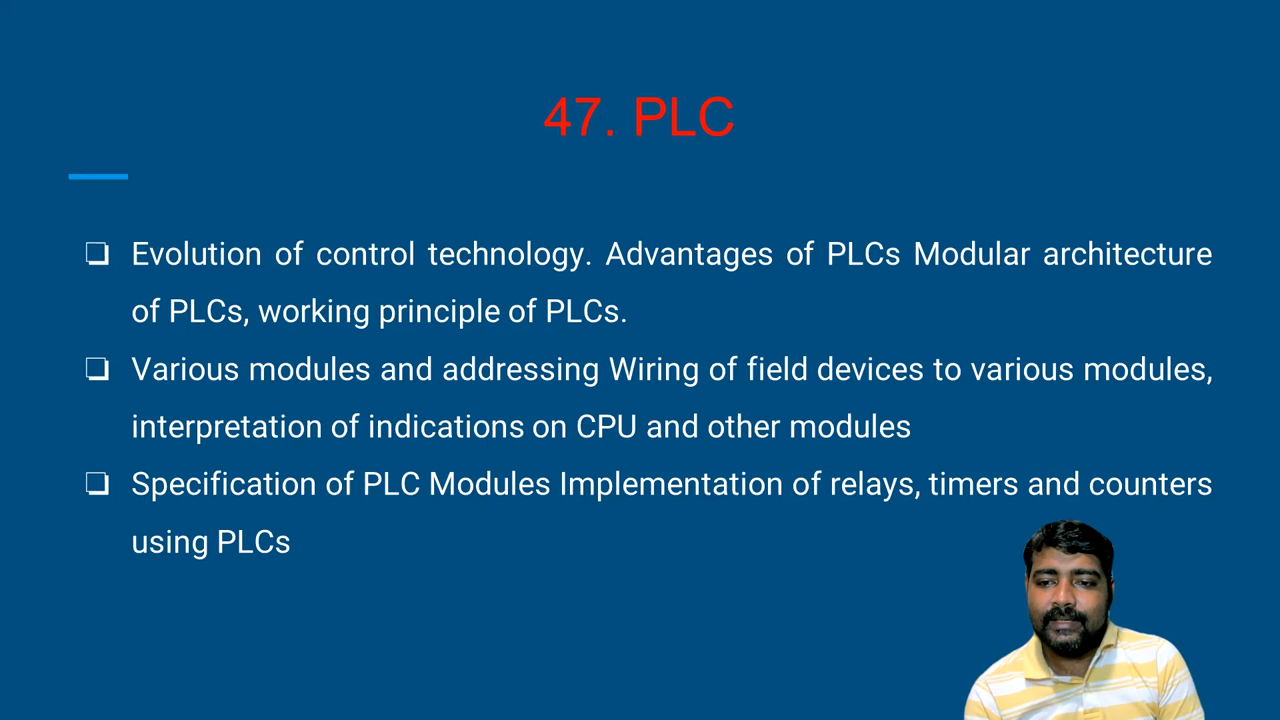 47. PLC
Evolution of control technology. Advantages of PLCs Modular architecture
of PLCs, working principle of PLCs.
Various modules and addressing Wiring of field devices to various modules,
interpretation of indications on CPU and other modules
Specification of PLC Modules Implementation of relays, timers and counters
using PLCs